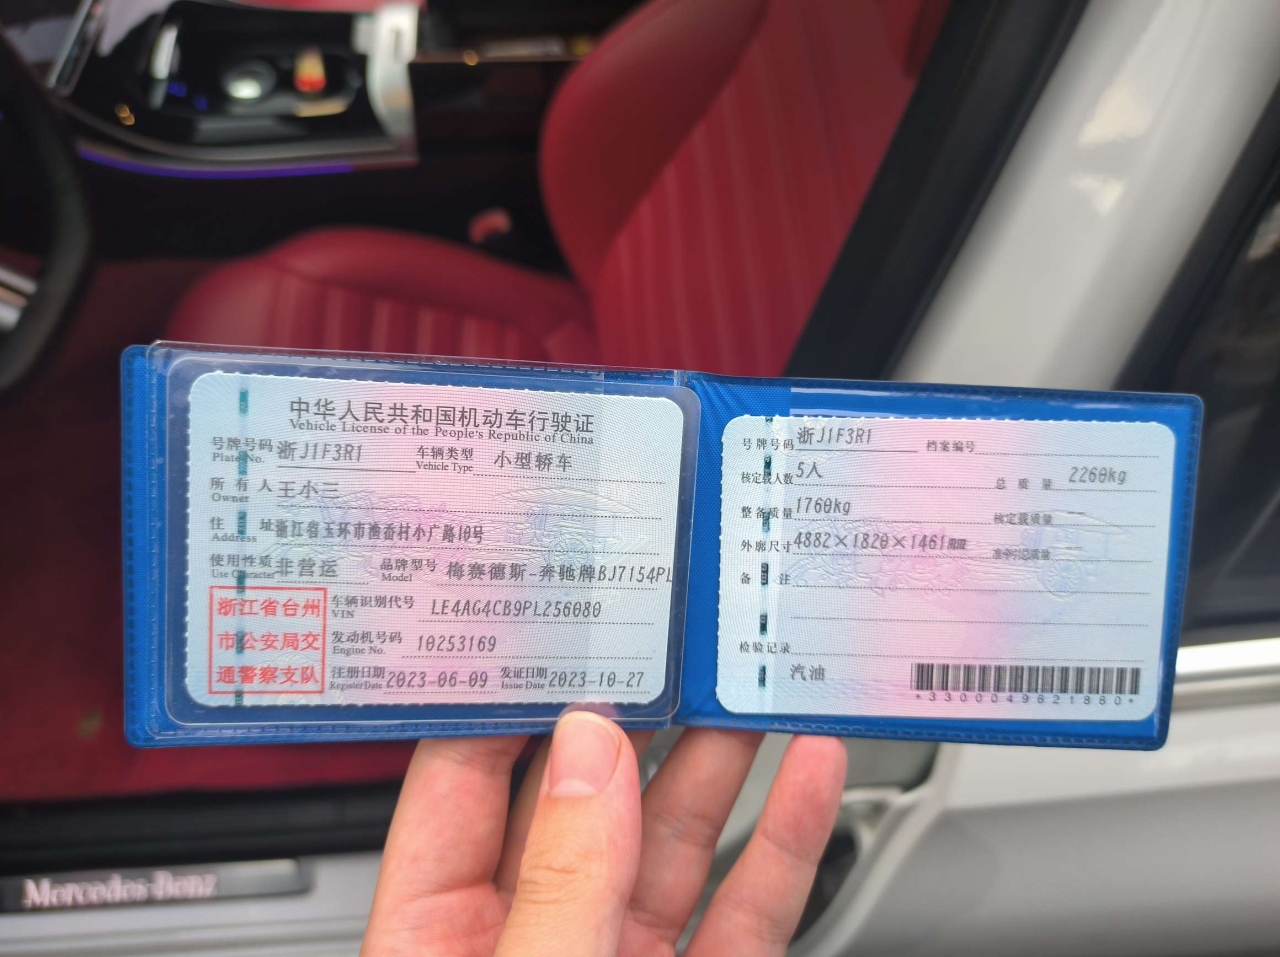 中华人民共和国机动车行驶证
Vehicle License of the People's Republic of China
号牌号码 浙J1F3R1 车辆类型 小型轿车
Plate No. Vehicle Type
所有人 王小三
Owner
住址 浙江省玉环市渔岙村小广路10号
Address
使用性质 非营运 品牌型号 梅赛德斯-奔驰牌BJ7154PL
Use Character Model
浙江省台州
市公安局交
通警察支队
车辆识别代号 LE4AG4CB9PL256080
VIN
发动机号码 10253169
Engine No.
注册日期 2023-06-09 发证日期 2023-10-27
Register Date Issue Date
号牌号码 浙J1F3R1 档案编号
核定载人数 5人 总质量 2260kg
整备质量 1760kg 核定载质量 --
外廓尺寸 4882×1820×1461mm 准牵引总质量 --
备注
检验记录
汽油
*3300049821860*
Mercedes-Benz